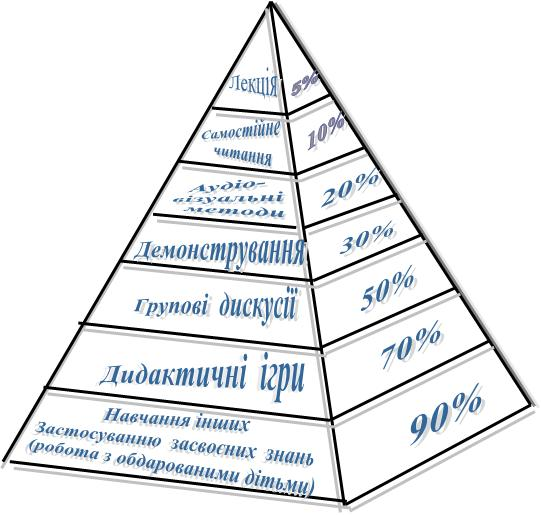 Лекція 5%
Самостійне 10%
читання
Аудіо- 20%
візуальні
методи
Демонстрування 30%
Групові дискусії 50%
Дидактичні ігри 70%
Навчання інших 90%
Застосуванню засвоєних знань
(робота з обдарованими дітьми)